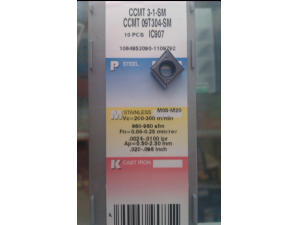 CCMT 3-1-SM
CCMT 09T304-SM
10 PCS IC907
P
STEEL
M
STAINLESS M05-M20
Vc=200-300 m/min
660-980 sfm
Fn=0.06-0.25 mm/rev
.0024-.0100 ipr
Ap=0.50-2.50 mm
.020-.098 inch
K
CAST IRON